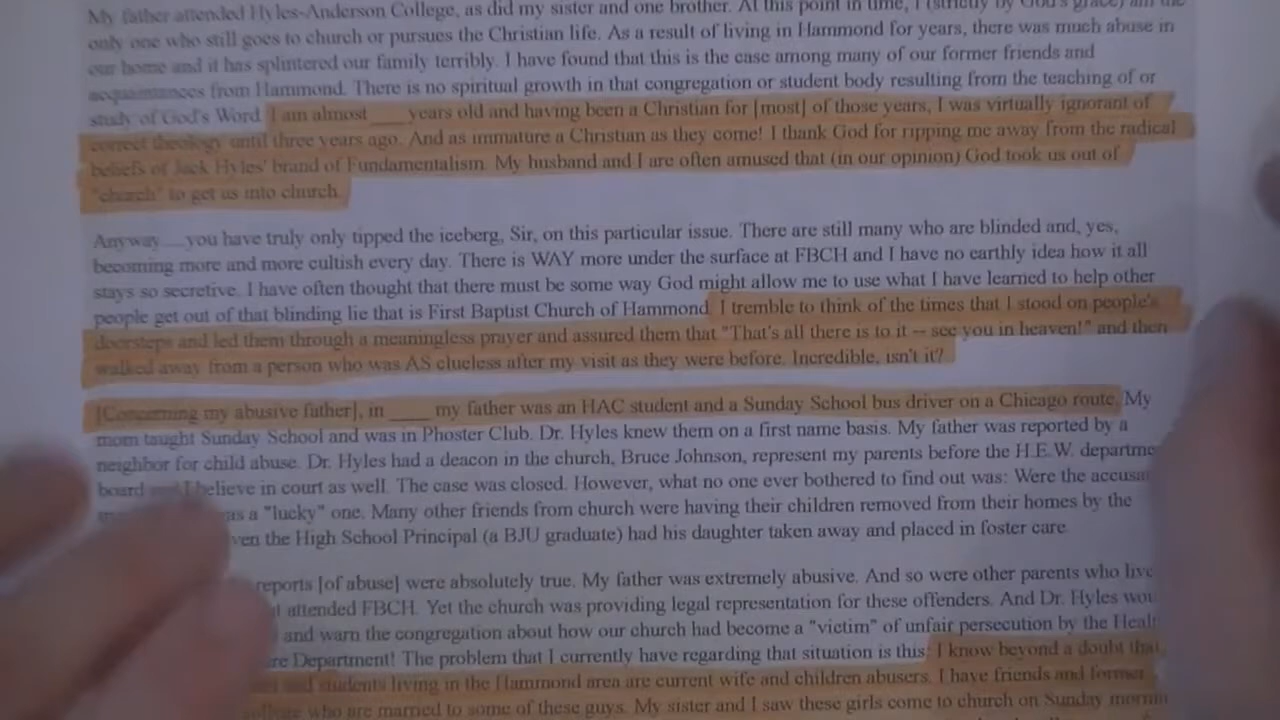 My father attended Hyles-Anderson College, as did my sister and one brother. At this point in time, I (strictly by God's grace) am the
only one who still goes to church or pursues the Christian life. As a result of living in Hammond for years, there was much abuse in
our home and it has splintered our family terribly. I have found that this is the case among many of our former friends and
acquaintances from Hammond. There is no spiritual growth in that congregation or student body resulting from the teaching of or
study of God's Word. I am almost ___ years old and having been a Christian for [most] of those years, I was virtually ignorant of
correct theology until three years ago. And as immature a Christian as they come! I thank God for ripping me away from the radical
beliefs of Jack Hyles' brand of Fundamentalism. My husband and I are often amused that (in our opinion) God took us out of
"church" to get us into church.
Anyway __ you have truly only tipped the iceberg, Sir, on this particular issue. There are still many who are blinded and, yes,
becoming more and more cultish every day. There is WAY more under the surface at FBCH and I have no earthly idea how it all
stays so secretive. I have often thought that there must be some way God might allow me to use what I have learned to help other
people get out of that blinding lie that is First Baptist Church of Hammond. I tremble to think of the times that I stood on people's
doorsteps and led them through a meaningless prayer and assured them that "That's all there is to it -- see you in heaven!" and then
walked away from a person who was AS clueless after my visit as they were before. Incredible, isn't it?
[Concerning my abusive father], in ____ my father was an HAC student and a Sunday School bus driver on a Chicago route. My
mom taught Sunday School and was in Phoster Club. Dr. Hyles knew them on a first name basis. My father was reported by a
neighbor for child abuse. Dr. Hyles had a deacon in the church, Bruce Johnson, represent my parents before the H.E.W. departme
board and I believe in court as well. The case was closed. However, what no one ever bothered to find out was: Were the accusa
as a "lucky" one. Many other friends from church were having their children removed from their homes by the
ven the High School Principal (a BJU graduate) had his daughter taken away and placed in foster care.
reports [of abuse] were absolutely true. My father was extremely abusive. And so were other parents who live
attended FBCH. Yet the church was providing legal representation for these offenders. And Dr. Hyles wou
and warn the congregation about how our church had become a "victim" of unfair persecution by the Healt
re Department! The problem that I currently have regarding that situation is this: I know beyond a doubt that
and students living in the Hammond area are current wife and children abusers. I have friends and former
who are married to some of these guys. My sister and I saw these girls come to church on Sunday mornin